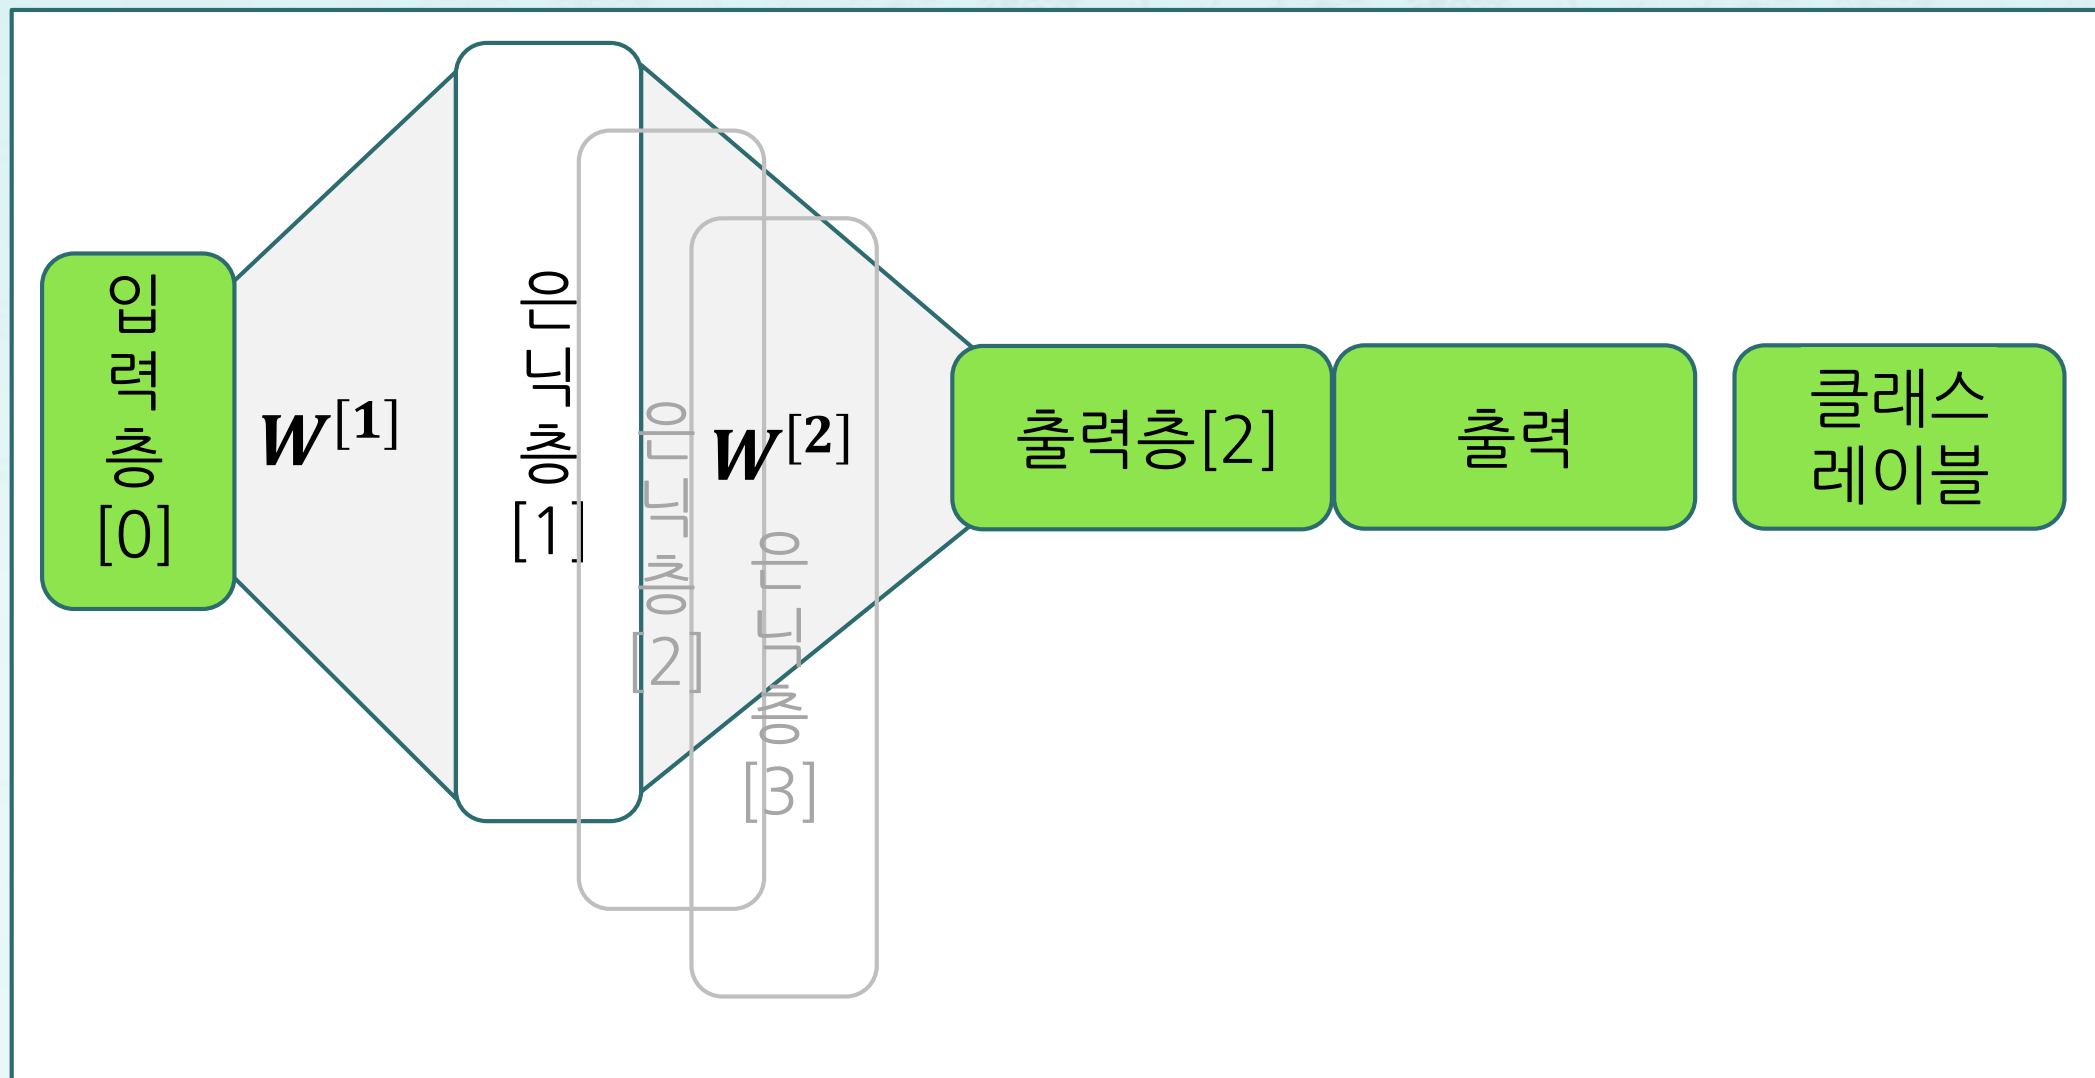 입
력
층
[0]
W^[1]
은
닉
층
[1]
은
닉
층
[2]
W^[2]
은
닉
층
[3]
출력층[2]
출력
클래스
레이블